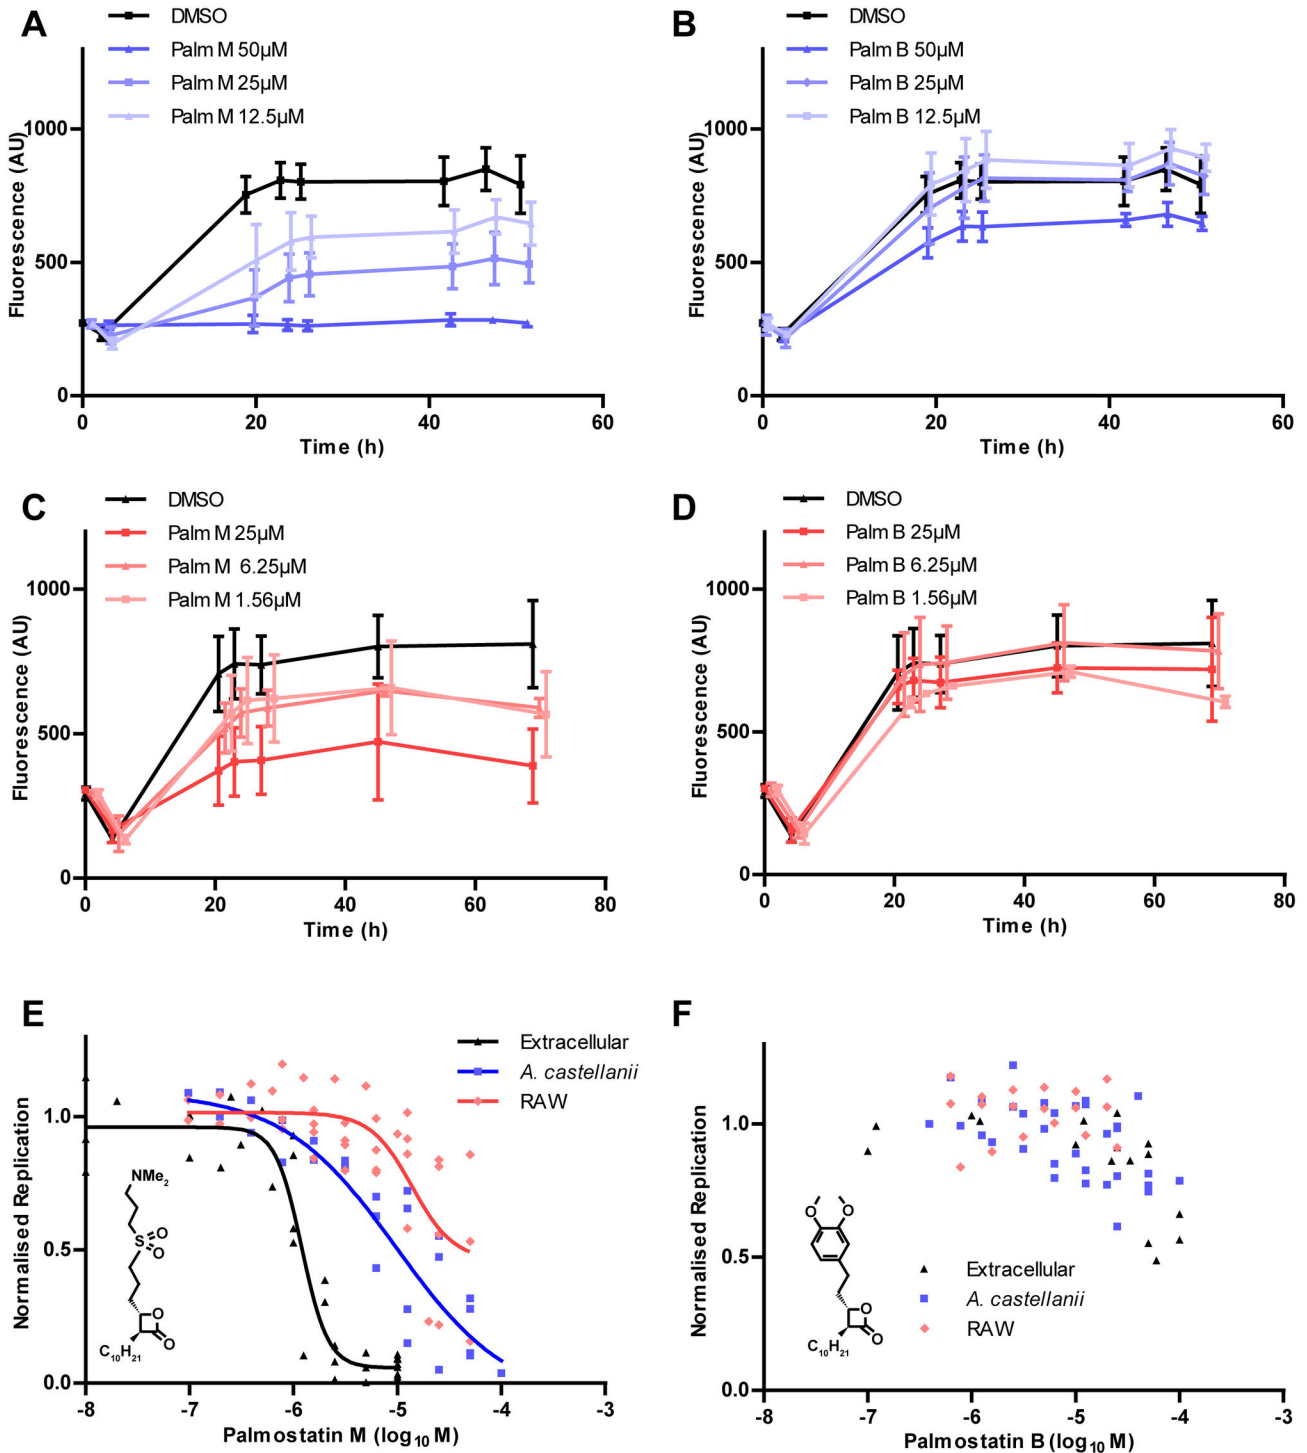 A
DMSO
Palm M 50µM
Palm M 25µM
Palm M 12.5µM
Fluorescence (AU)
1000
500
0
0 20 40 60
Time (h)
B
DMSO
Palm B 50µM
Palm B 25µM
Palm B 12.5µM
Fluorescence (AU)
1000
500
0
0 20 40 60
Time (h)
C
DMSO
Palm M 25µM
Palm M 6.25µM
Palm M 1.56µM
Fluorescence (AU)
1000
500
0
0 20 40 60 80
Time (h)
D
DMSO
Palm B 25µM
Palm B 6.25µM
Palm B 1.56µM
Fluorescence (AU)
1000
500
0
0 20 40 60 80
Time (h)
E
Extracellular
A. castellanii
RAW
Normalised Replication
1.0
0.5
0.0
NMe2
S O
O
O
O
C10H21
-8 -7 -6 -5 -4 -3
Palmostatin M (log10 M)
F
Normalised Replication
1.0
0.5
0.0
O O
O
O
C10H21
Extracellular
A. castellanii
RAW
-8 -7 -6 -5 -4 -3
Palmostatin B (log10 M)